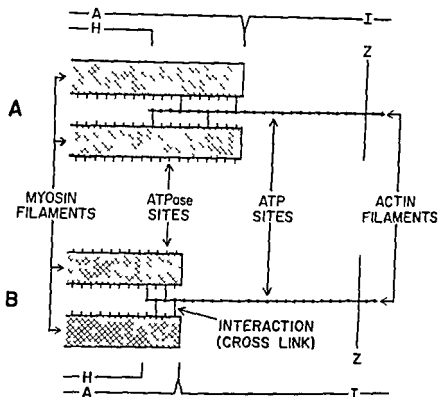 A I
H
Z
A
MYOSIN FILAMENTS
ATPase SITES
ATP SITES
ACTIN FILAMENTS
B
INTERACTION (CROSS LINK)
Z
H
A I